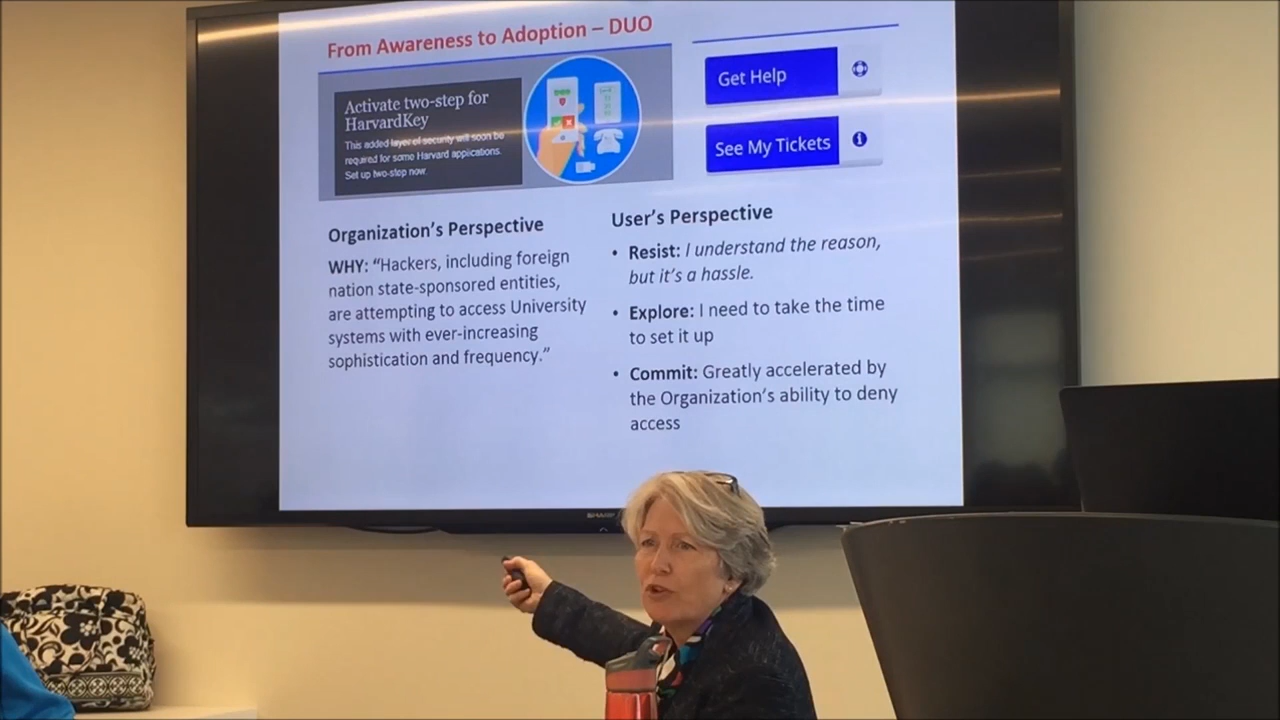 From Awareness to Adoption – DUO
Activate two-step for
HarvardKey
This added layer of security will soon be
required for some Harvard applications.
Set up two-step now.
Get Help
See My Tickets
Organization's Perspective
WHY: “Hackers, including foreign
nation state-sponsored entities,
are attempting to access University
systems with ever-increasing
sophistication and frequency.”
User's Perspective
• Resist: I understand the reason,
but it's a hassle.
• Explore: I need to take the time
to set it up
• Commit: Greatly accelerated by
the Organization's ability to deny
access
SHARP